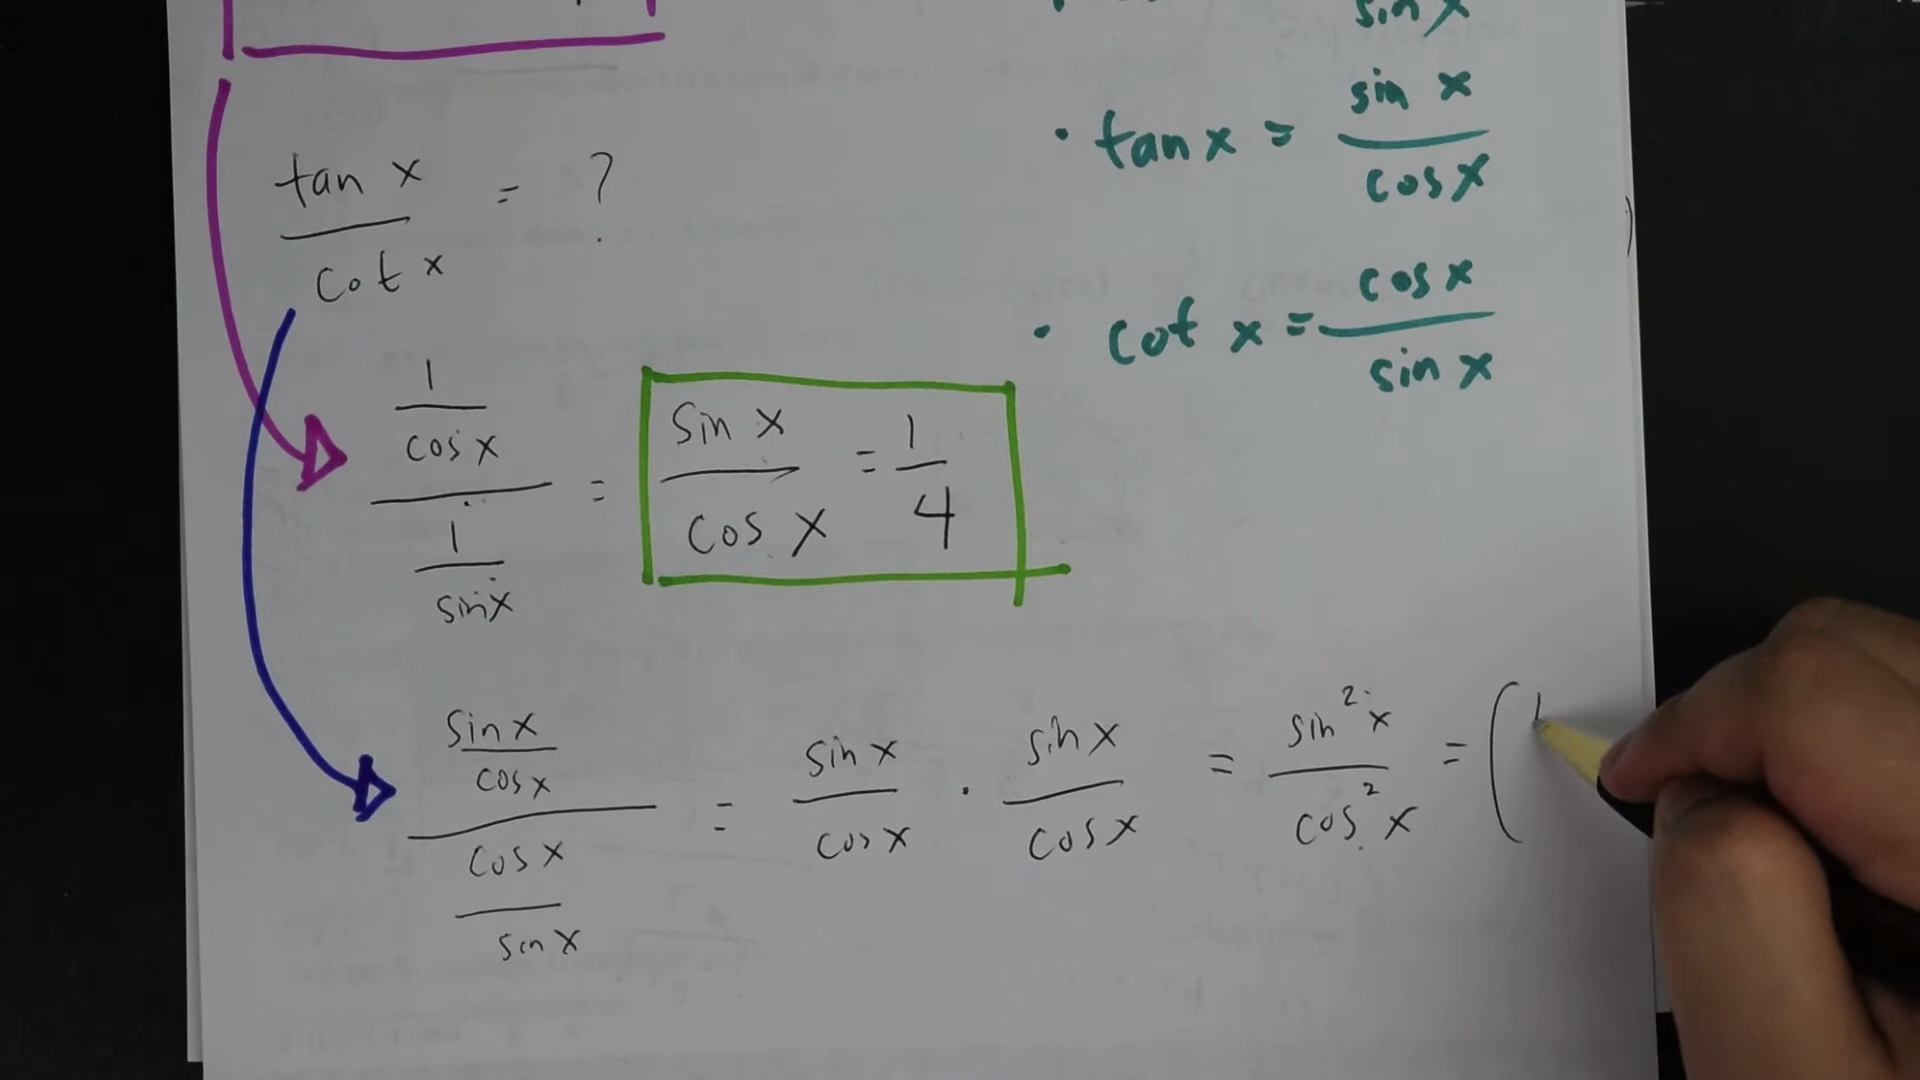 sin x
• tan x = sin x / cos x
tan x / cot x = ?
• cot x = cos x / sin x
1 / cos x / 1 / sin x = sin x / cos x = 1 / 4
sin x / cos x / cos x / sin x = sin x / cos x · sin x / cos x = sin² x / cos² x = ( 1